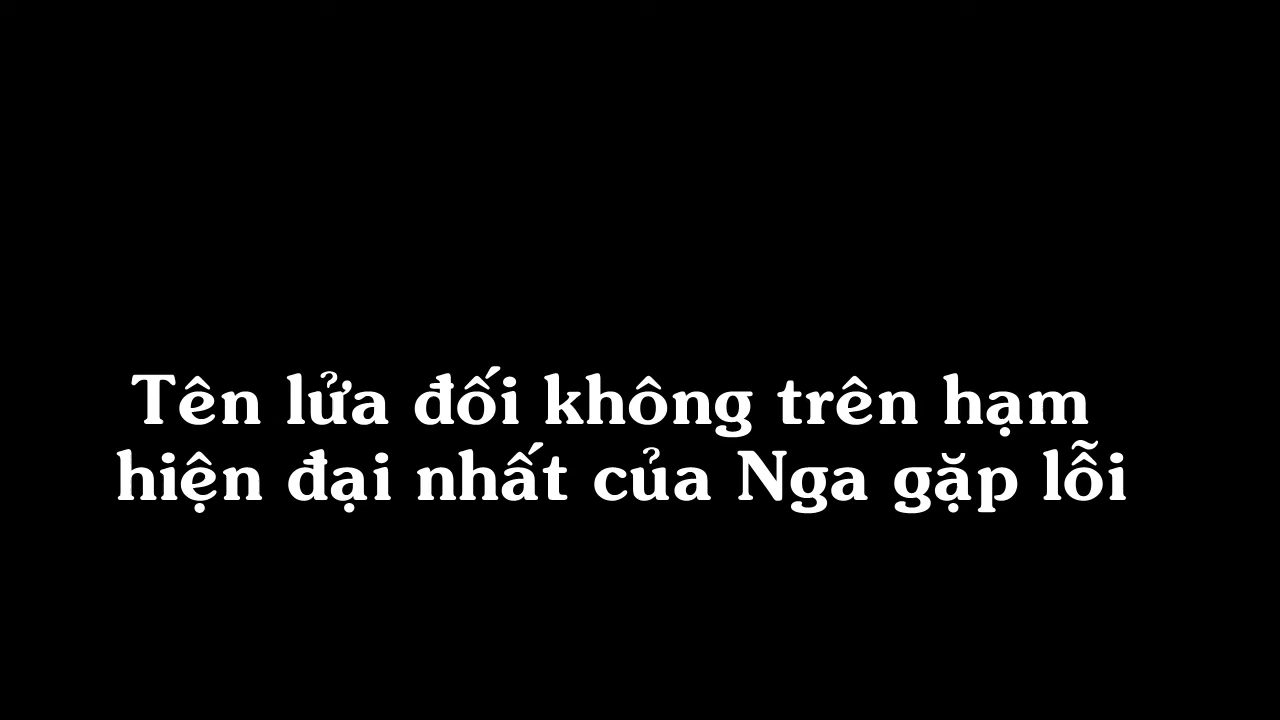 Tên lửa đối không trên hạm
hiện đại nhất của Nga gặp lỗi